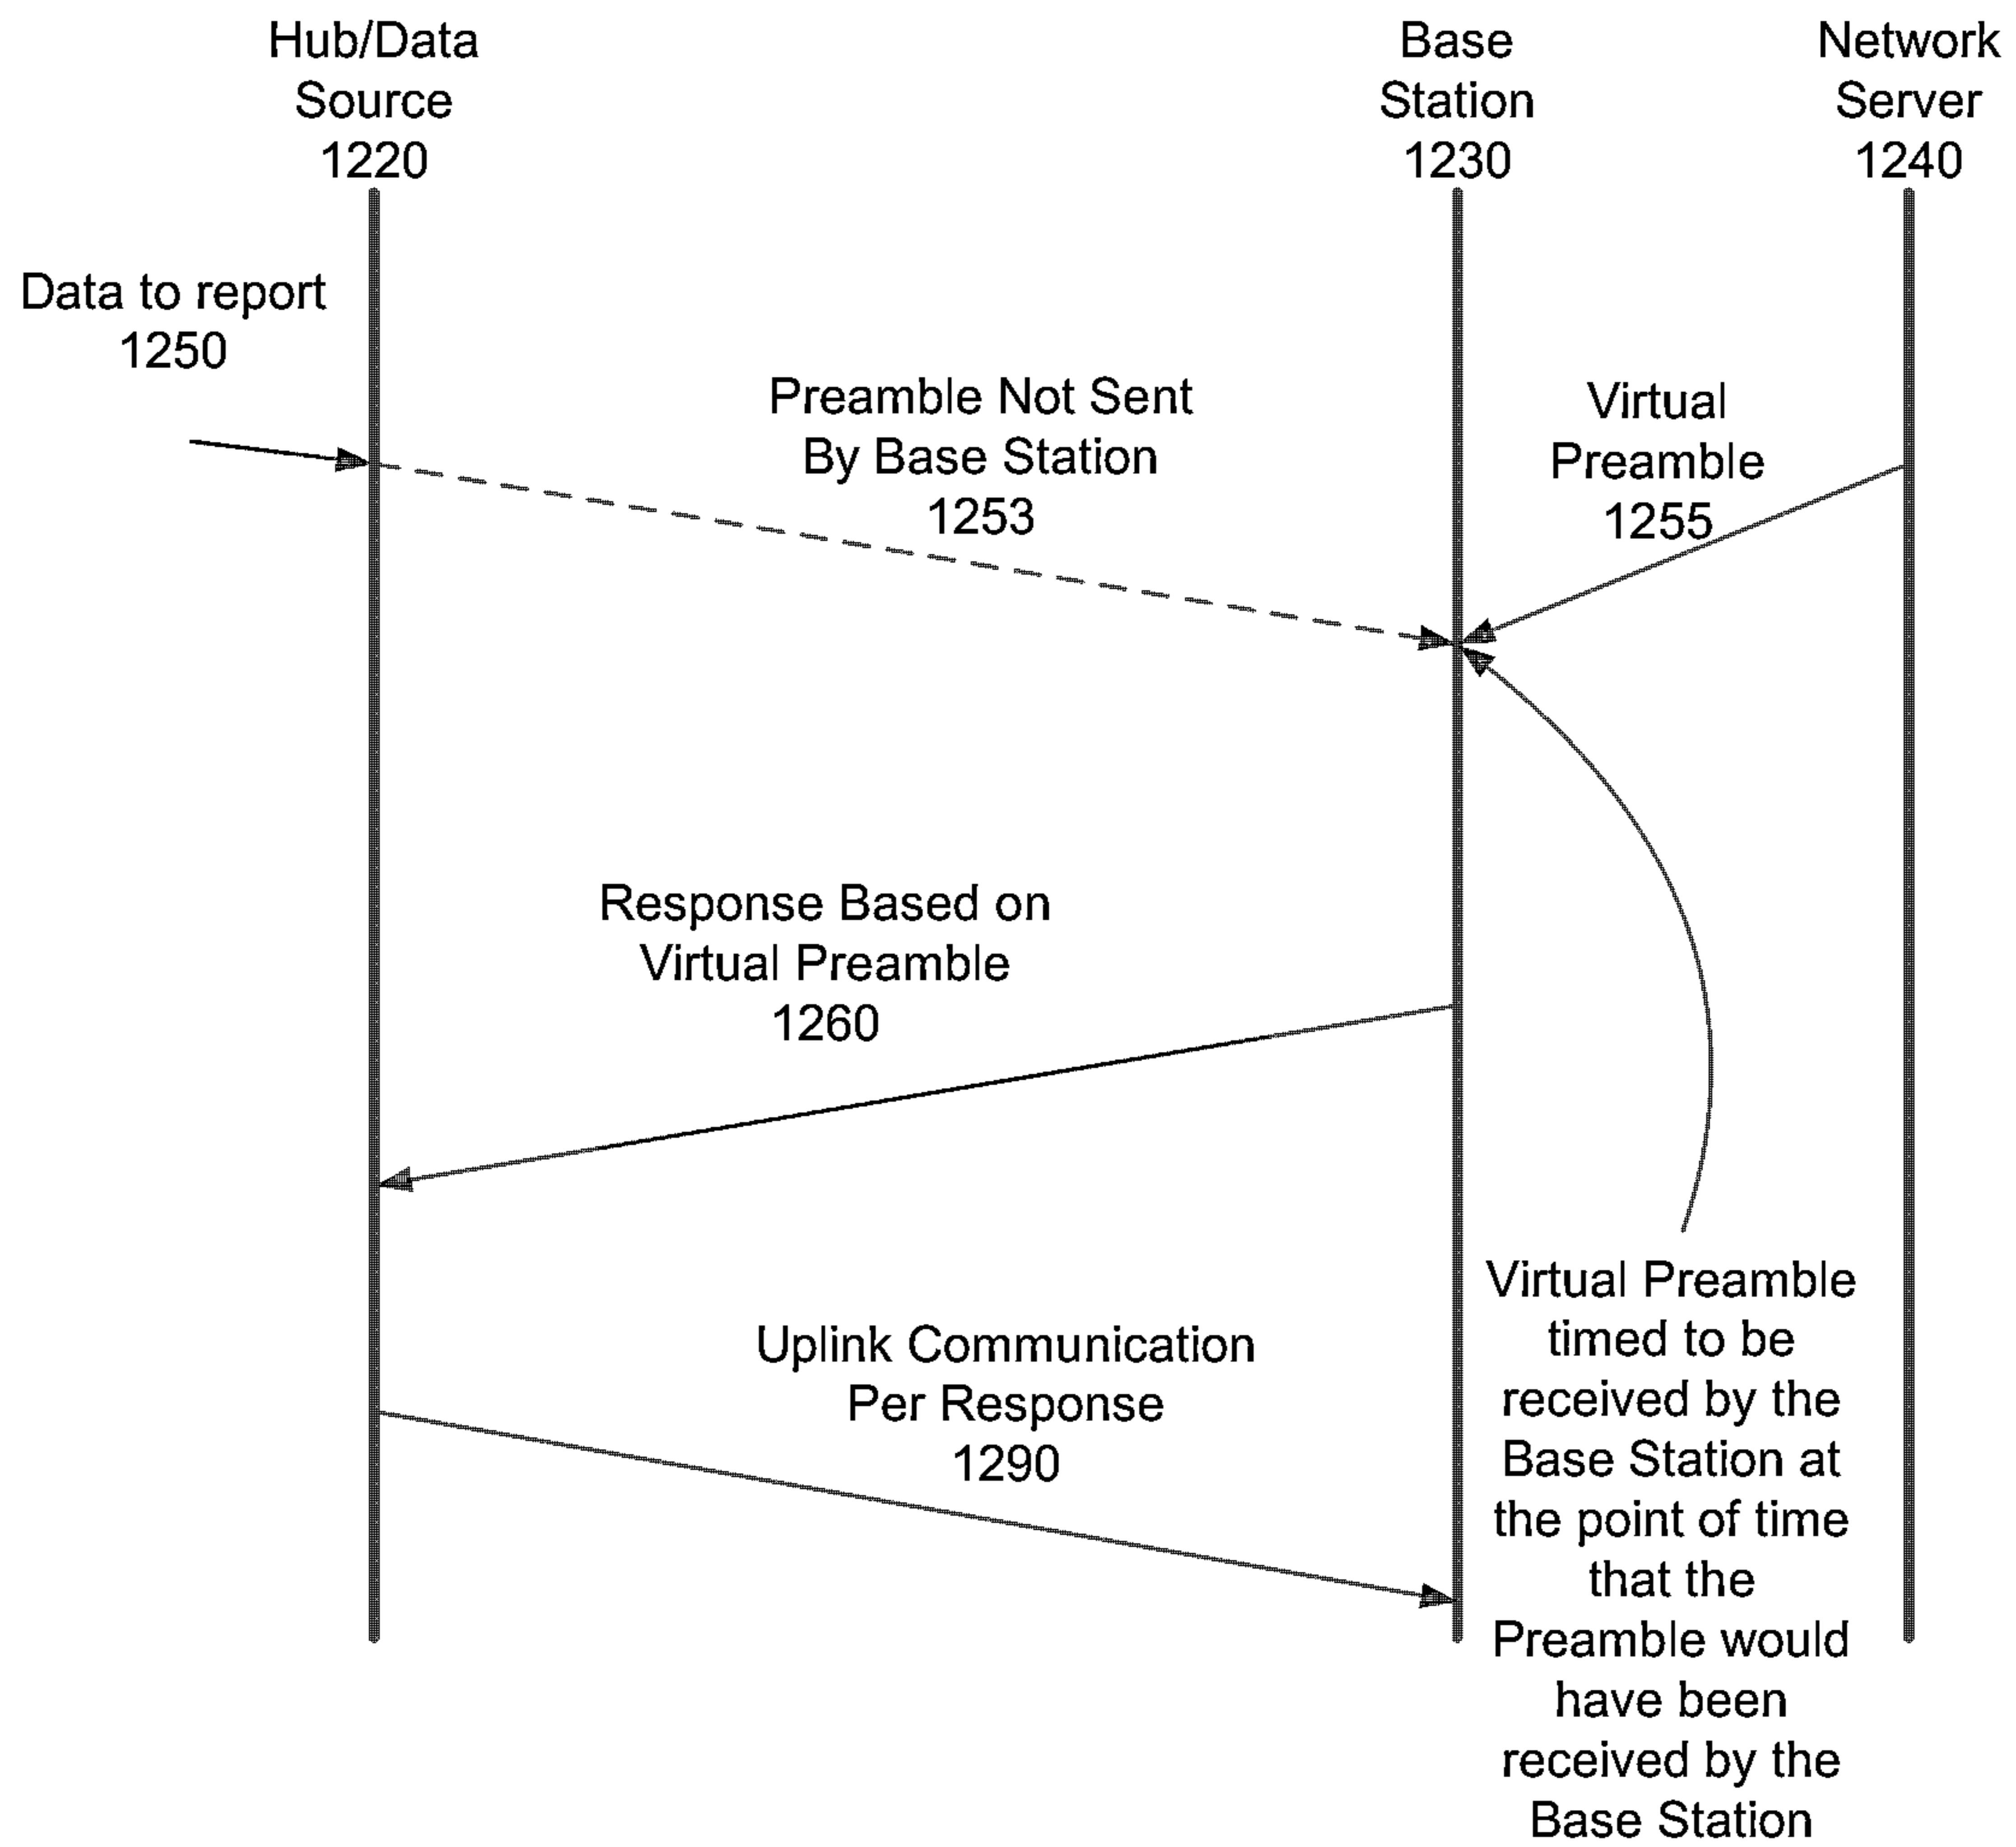 Hub/Data
Source
1220
Base
Station
1230
Network
Server
1240
Data to report
1250
Preamble Not Sent
By Base Station
1253
Virtual
Preamble
1255
Response Based on
Virtual Preamble
1260
Uplink Communication
Per Response
1290
Virtual Preamble
timed to be
received by the
Base Station at
the point of time
that the
Preamble would
have been
received by the
Base Station